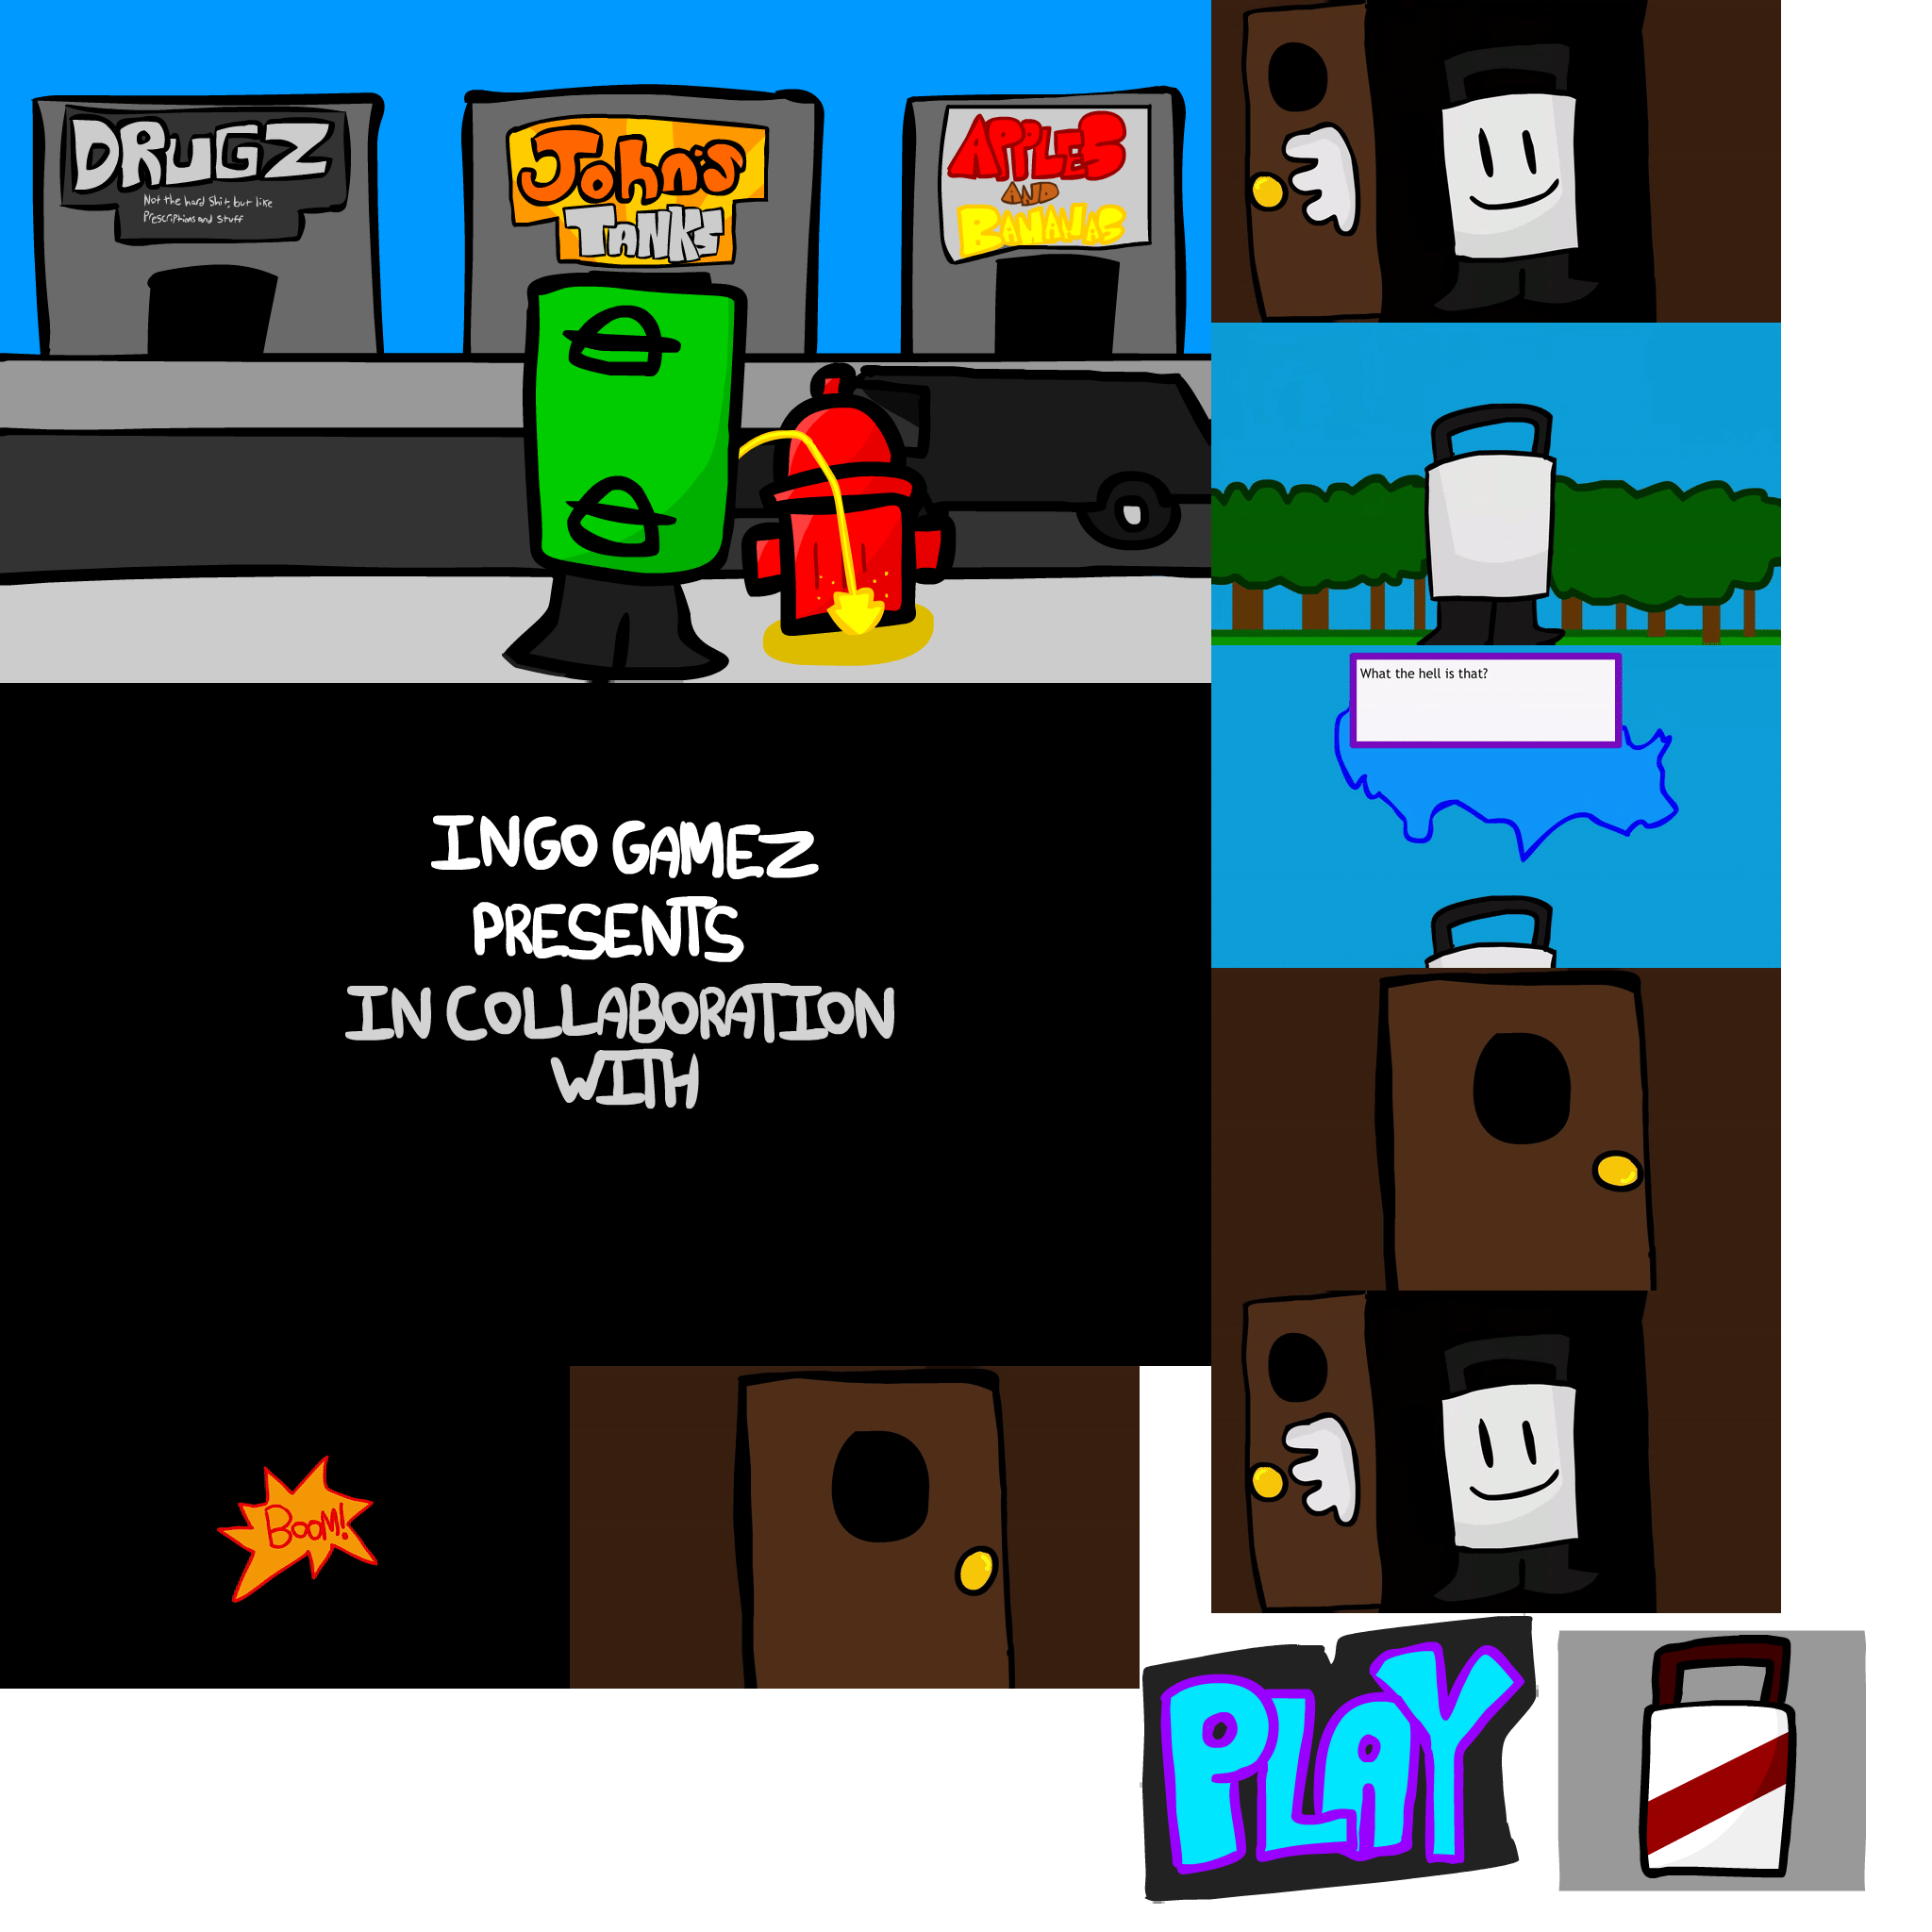 DRUGZ
Not the hard Shit but like
Prescriptions and stuff
John's
TaNKs
APPLES
AND
BANANAS
What the hell is that?
INGO GAMEZ
PRESENTS
IN COLLABORATION
WITH
BOOM!
PLAY